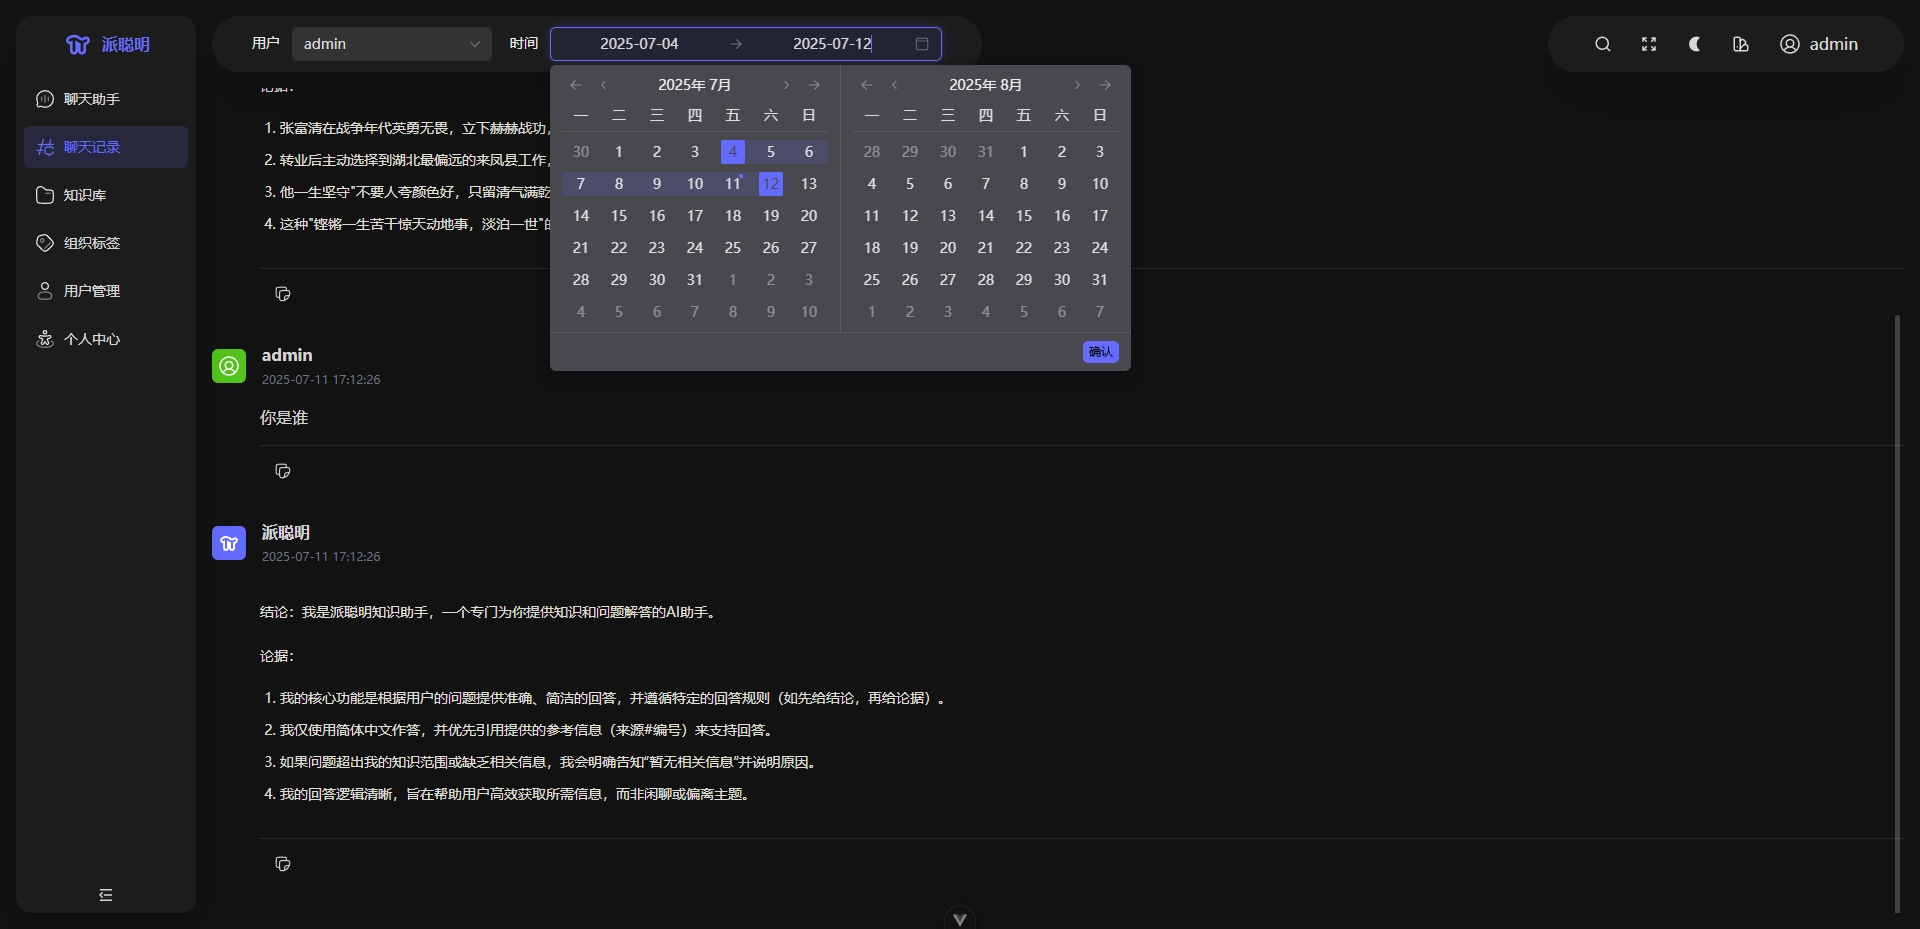 派聪明
聊天助手
聊天记录
知识库
组织标签
用户管理
个人中心
用户 admin 时间 2025-07-04 2025-07-12
admin
2025年 7月
一 二 三 四 五 六 日
30 1 2 3 4 5 6
7 8 9 10 11 12 13
14 15 16 17 18 19 20
21 22 23 24 25 26 27
28 29 30 31 1 2 3
4 5 6 7 8 9 10
2025年 8月
一 二 三 四 五 六 日
28 29 30 31 1 2 3
4 5 6 7 8 9 10
11 12 13 14 15 16 17
18 19 20 21 22 23 24
25 26 27 28 29 30 31
1 2 3 4 5 6 7
确认
1. 张富清在战争年代英勇无畏，立下赫赫战功，
2. 转业后主动选择到湖北最偏远的来凤县工作，
3. 他一生坚守"不要人夸颜色好，只留清气满乾
4. 这种"铿锵一生苦干惊天动地事，淡泊一世"的
admin
2025-07-11 17:12:26
你是谁
派聪明
2025-07-11 17:12:26
结论：我是派聪明知识助手，一个专门为你提供知识和问题解答的AI助手。
论据：
1. 我的核心功能是根据用户的问题提供准确、简洁的回答，并遵循特定的回答规则（如先给结论，再给论据）。
2. 我仅使用简体中文作答，并优先引用提供的参考信息（来源#编号）来支持回答。
3. 如果问题超出我的知识范围或缺乏相关信息，我会明确告知"暂无相关信息"并说明原因。
4. 我的回答逻辑清晰，旨在帮助用户高效获取所需信息，而非闲聊或偏离主题。